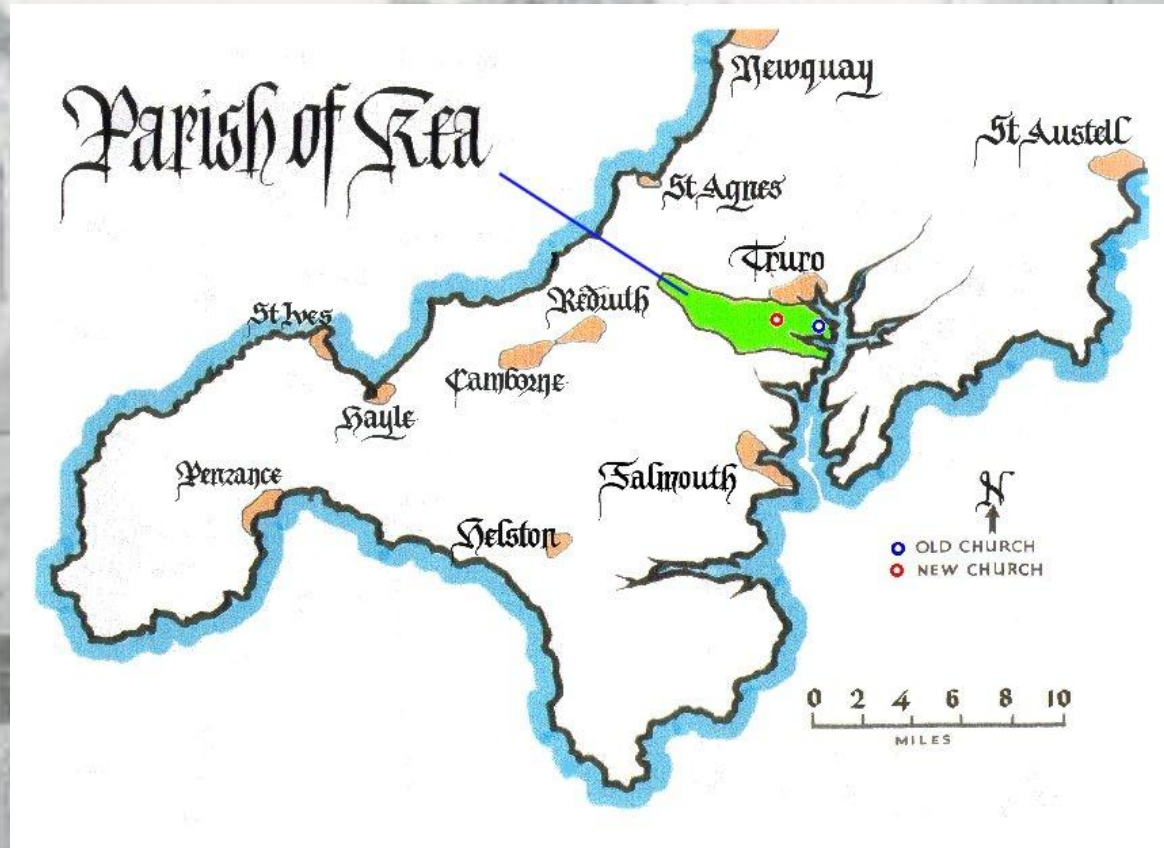 Parish of Kea
Newquay
St Austell
St Agnes
Truro
Redruth
St Ives
Camborne
Hayle
Penzance
Falmouth
Helston
N
OLD CHURCH
NEW CHURCH
0 2 4 6 8 10
MILES